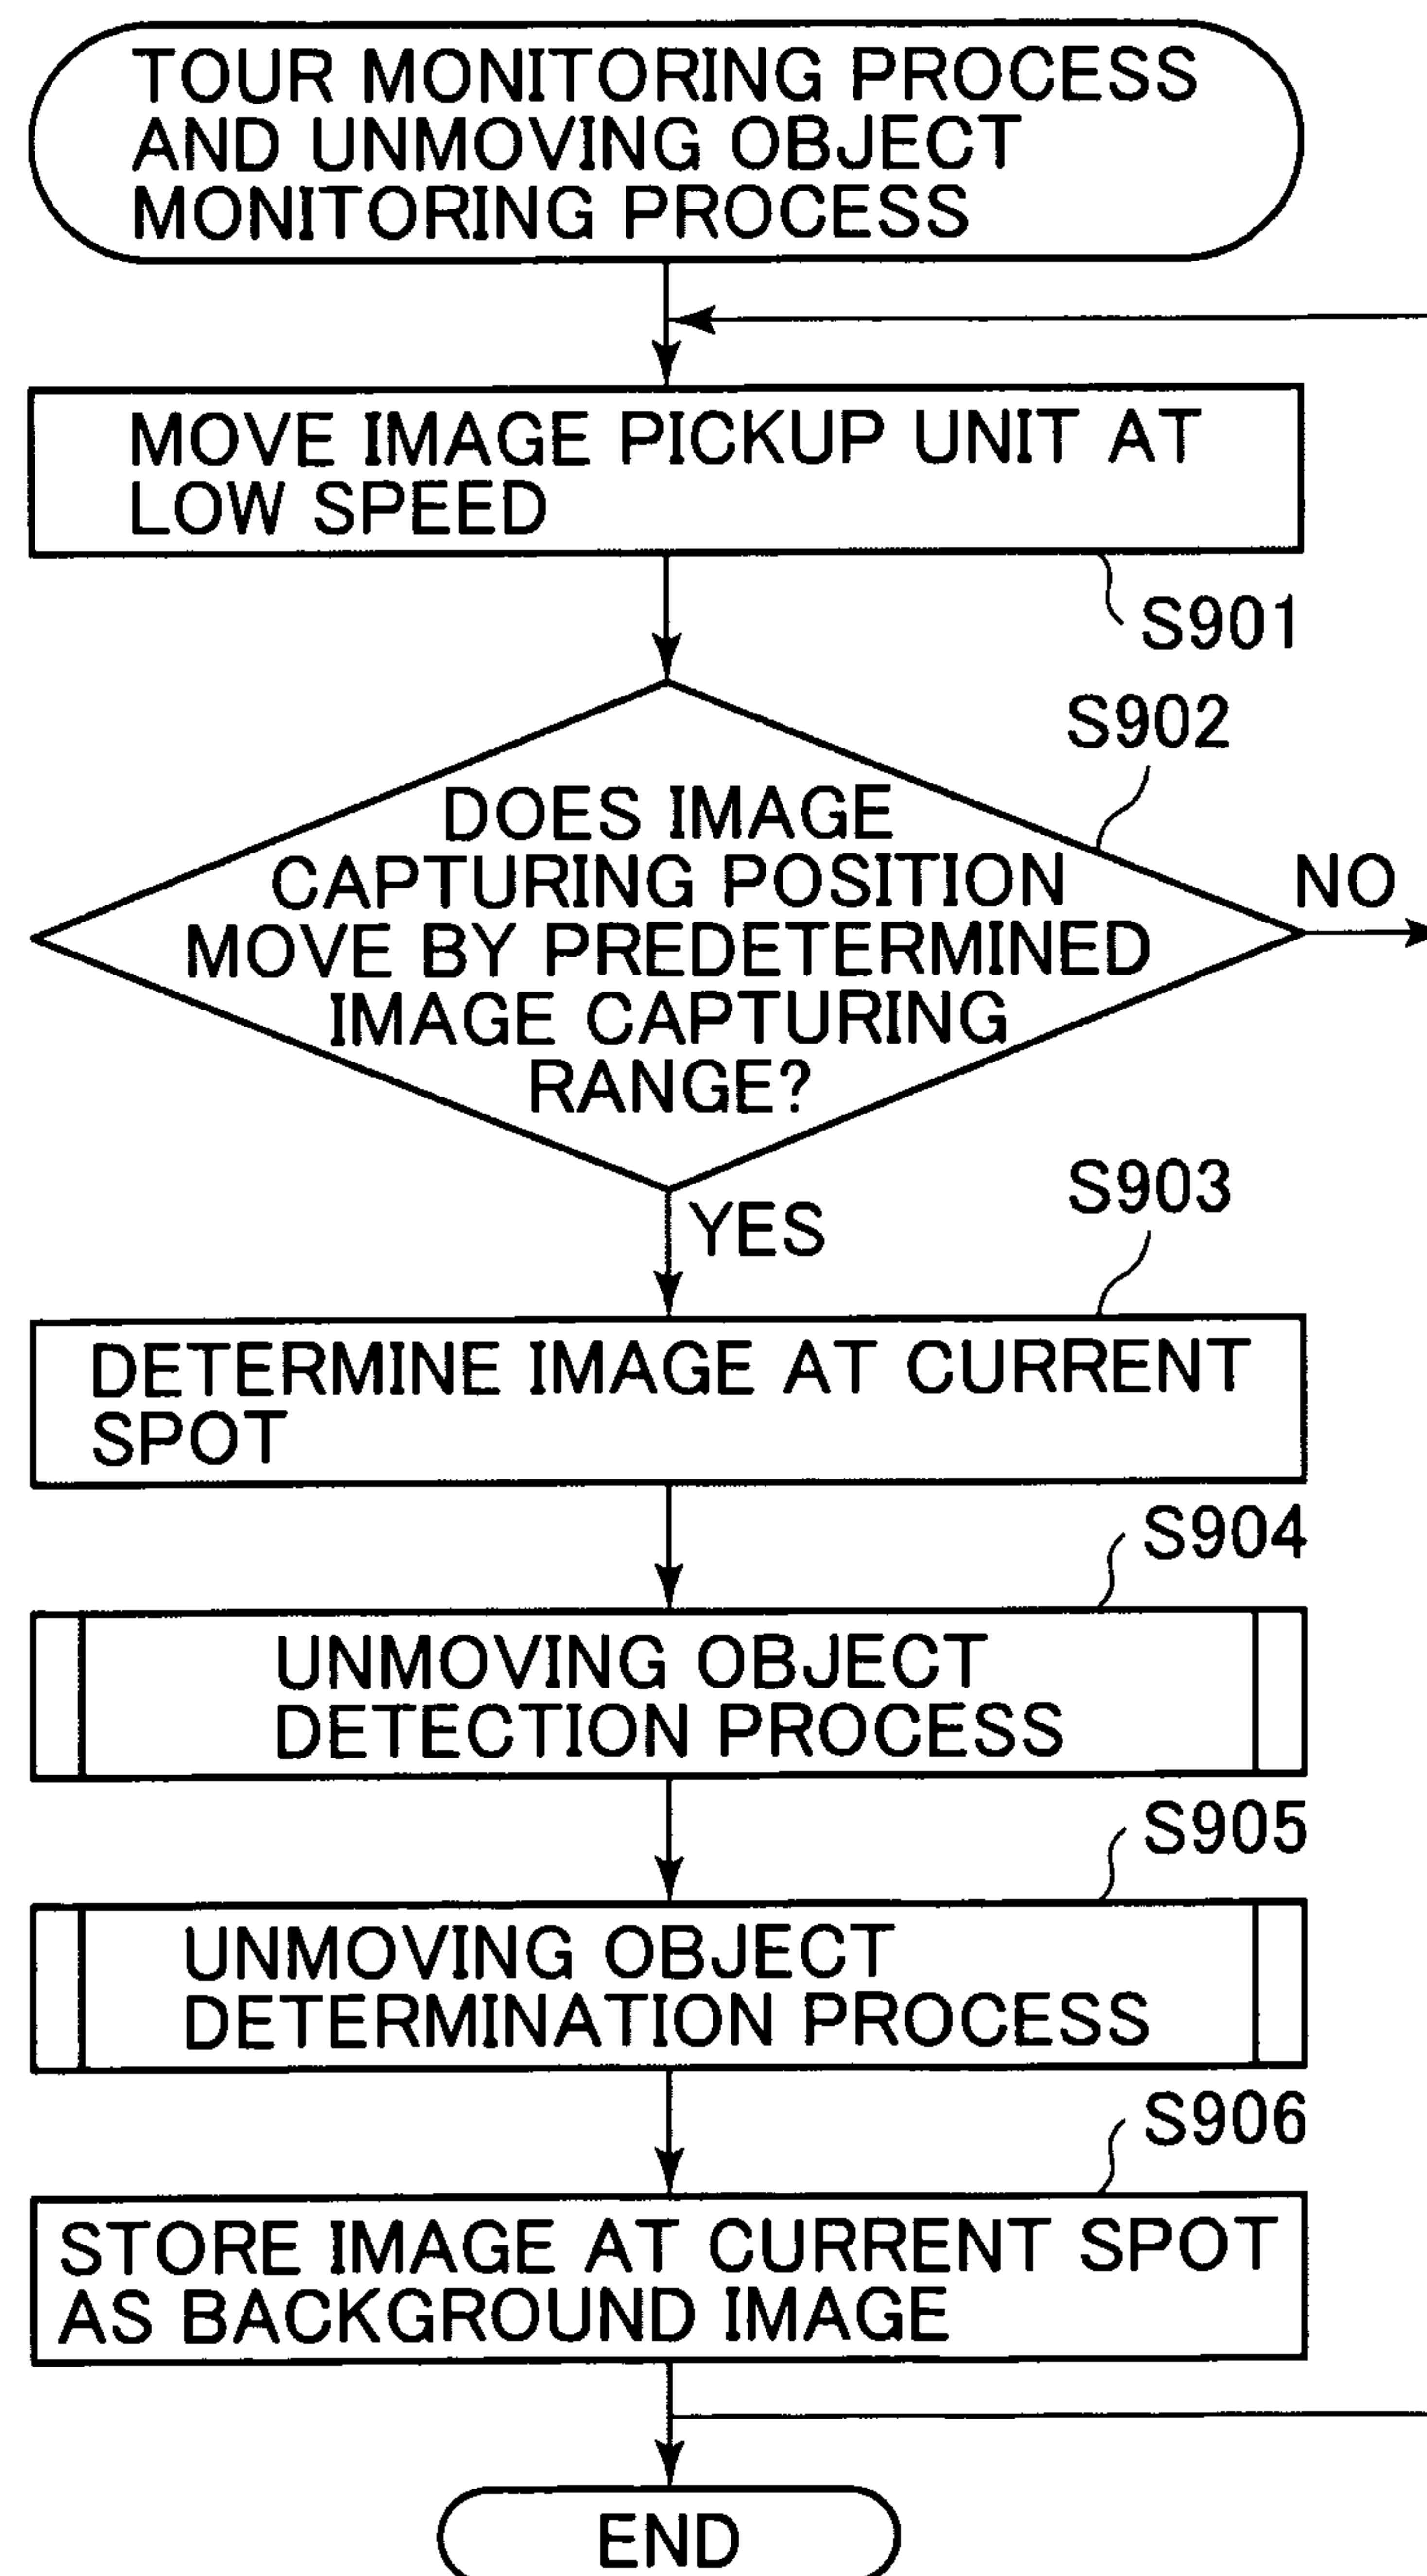 TOUR MONITORING PROCESS
AND UNMOVING OBJECT
MONITORING PROCESS
MOVE IMAGE PICKUP UNIT AT
LOW SPEED
S901
S902
DOES IMAGE
CAPTURING POSITION
MOVE BY PREDETERMINED
IMAGE CAPTURING
RANGE?
NO
YES
S903
DETERMINE IMAGE AT CURRENT
SPOT
S904
UNMOVING OBJECT
DETECTION PROCESS
S905
UNMOVING OBJECT
DETERMINATION PROCESS
S906
STORE IMAGE AT CURRENT SPOT
AS BACKGROUND IMAGE
END